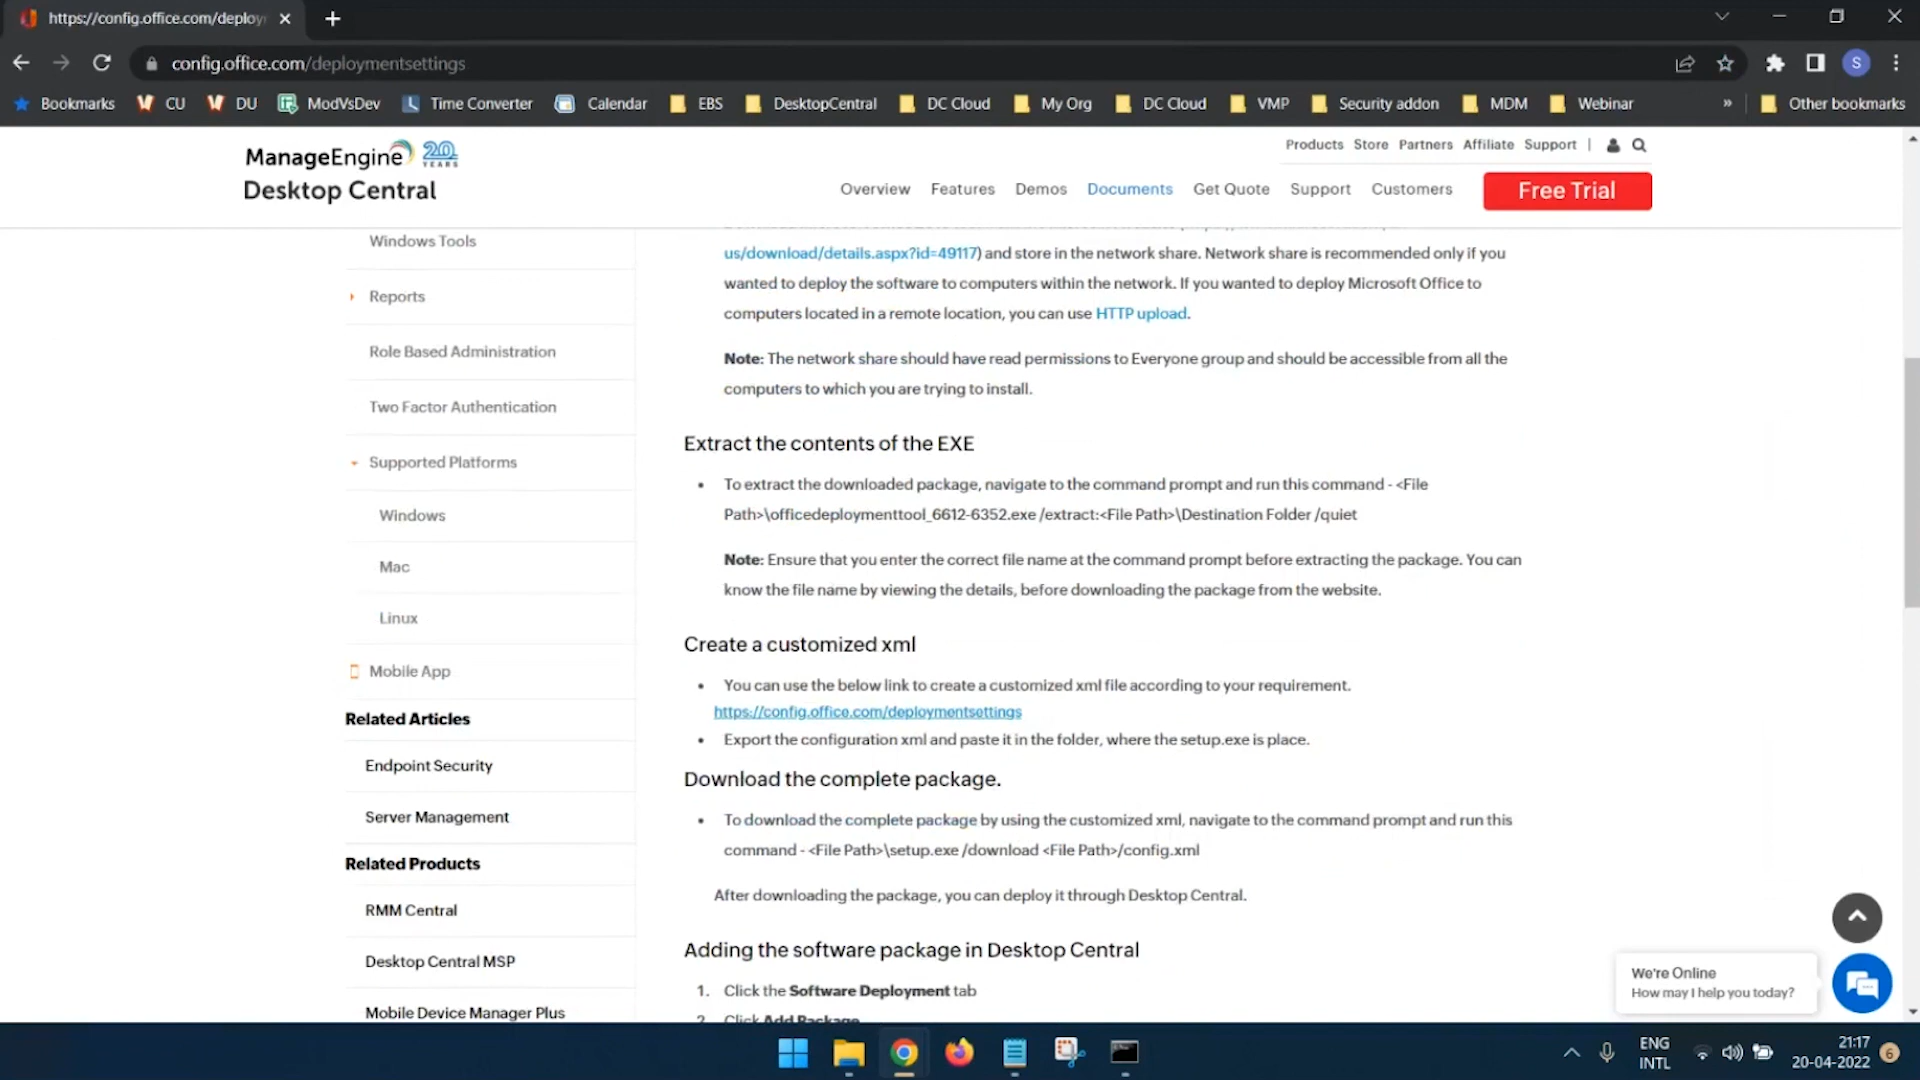 https://config.office.com/deploy
config.office.com/deploymentsettings
S
Bookmarks CU DU ModVsDev Time Converter Calendar EBS DesktopCentral DC Cloud My Org DC Cloud VMP Security addon MDM Webinar » Other bookmarks
ManageEngine 20 YEARS
Desktop Central
Products Store Partners Affiliate Support |
Overview Features Demos Documents Get Quote Support Customers Free Trial
Windows Tools
Reports
Role Based Administration
Two Factor Authentication
Supported Platforms
Windows
Mac
Linux
Mobile App
Related Articles
Endpoint Security
Server Management
Related Products
RMM Central
Desktop Central MSP
Mobile Device Manager Plus
us/download/details.aspx?id=49117) and store in the network share. Network share is recommended only if you
wanted to deploy the software to computers within the network. If you wanted to deploy Microsoft Office to
computers located in a remote location, you can use HTTP upload.
Note: The network share should have read permissions to Everyone group and should be accessible from all the
computers to which you are trying to install.
Extract the contents of the EXE
• To extract the downloaded package, navigate to the command prompt and run this command - <File
Path>\officedeploymenttool_6612-6352.exe /extract:<File Path>\Destination Folder /quiet
Note: Ensure that you enter the correct file name at the command prompt before extracting the package. You can
know the file name by viewing the details, before downloading the package from the website.
Create a customized xml
• You can use the below link to create a customized xml file according to your requirement.
https://config.office.com/deploymentsettings
• Export the configuration xml and paste it in the folder, where the setup.exe is place.
Download the complete package.
• To download the complete package by using the customized xml, navigate to the command prompt and run this
command - <File Path>\setup.exe /download <File Path>/config.xml
After downloading the package, you can deploy it through Desktop Central.
Adding the software package in Desktop Central
1. Click the Software Deployment tab
2. Click Add Package
We're Online
How may I help you today?
ENG
INTL
21:17
20-04-2022
6